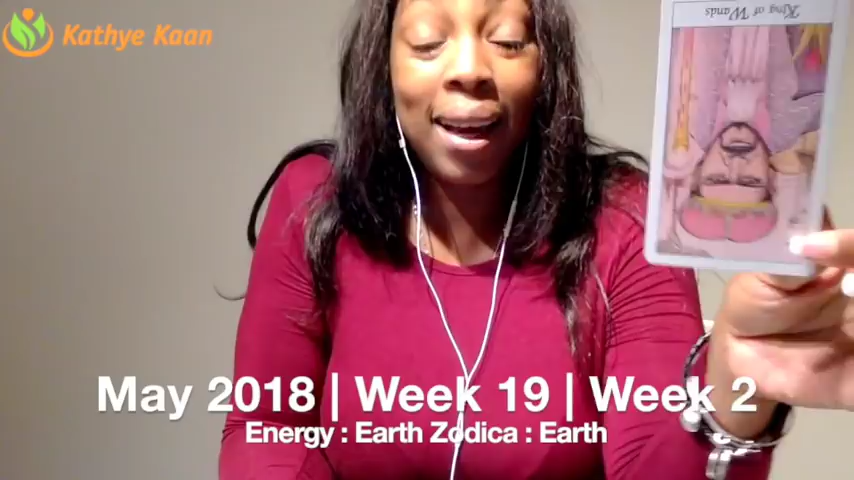 Kathye Kaan
King of Wands
May 2018 | Week 19 | Week 2
Energy : Earth Zodica : Earth